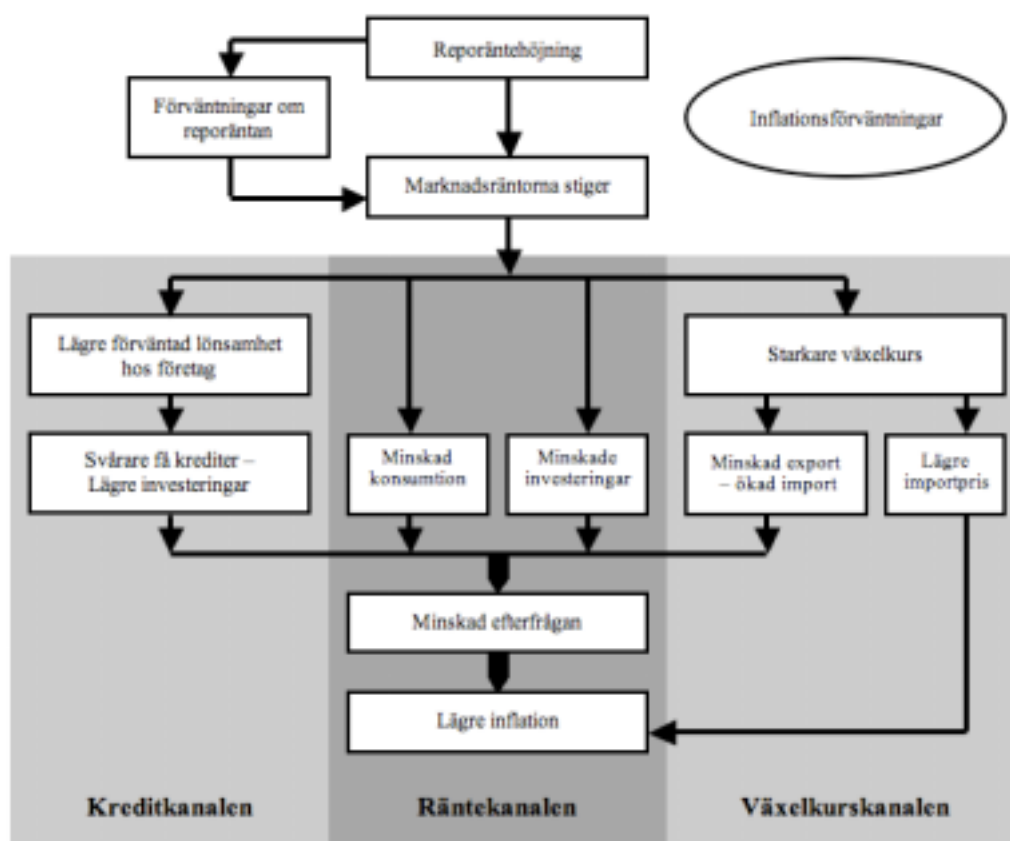 Reporäntehöjning
Förväntningar om
reporäntan
Inflationsförväntningar
Marknadsräntorna stiger
Lägre förväntad lönsamhet
hos företag
Starkare växelkurs
Svårare få krediter –
Lägre investeringar
Minskad
konsumtion
Minskade
investeringar
Minskad export
– ökad import
Lägre
importpris
Minskad efterfrågan
Lägre inflation
Kreditkanalen
Räntekanalen
Växelkurskanalen